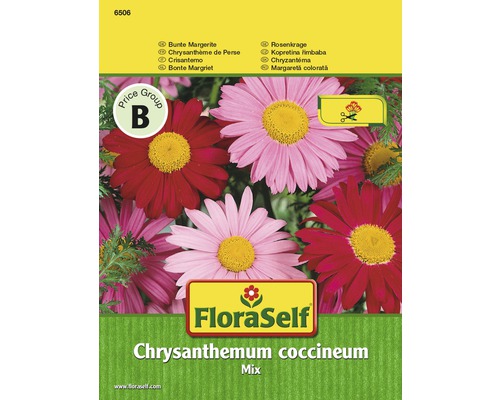 6506
Bunte Margerite
Chrysanthème de Perse
Crisantemo
Bonte Margriet
Rosenkrage
Kopretina řimbaba
Chryzantéma
Margaretă colorată
Price Group
B
FloraSelf®
Chrysanthemum coccineum
Mix
www.floraself.com